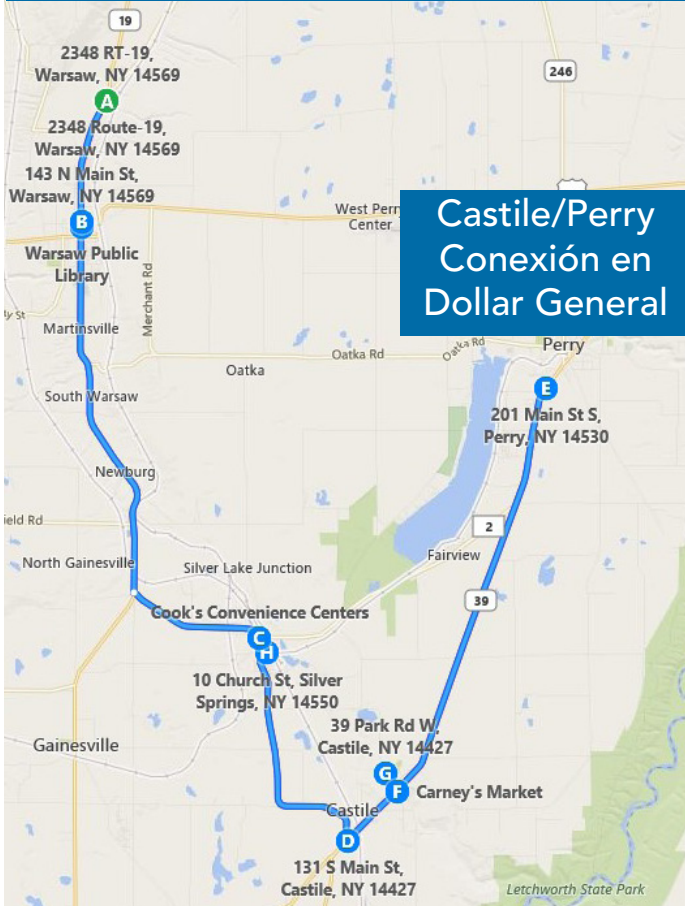 19
2348 RT-19,
Warsaw, NY 14569
A
2348 Route-19,
Warsaw, NY 14569
143 N Main St,
Warsaw, NY 14569
B
Warsaw Public
Library
246
West Perry
Center
Castile/Perry
Conexión en
Dollar General
Merchant Rd
Martinsville
Oatka
Oatka Rd
Oatka Rd
Perry
South Warsaw
E
201 Main St S,
Perry, NY 14530
Newburg
2
ield Rd
Fairview
North Gainesville
Silver Lake Junction
39
Cook's Convenience Centers
C
H
10 Church St, Silver
Springs, NY 14550
39 Park Rd W,
Castile, NY 14427
Gainesville
G
F
Carney's Market
Castile
D
131 S Main St,
Castile, NY 14427
Letchworth State Park